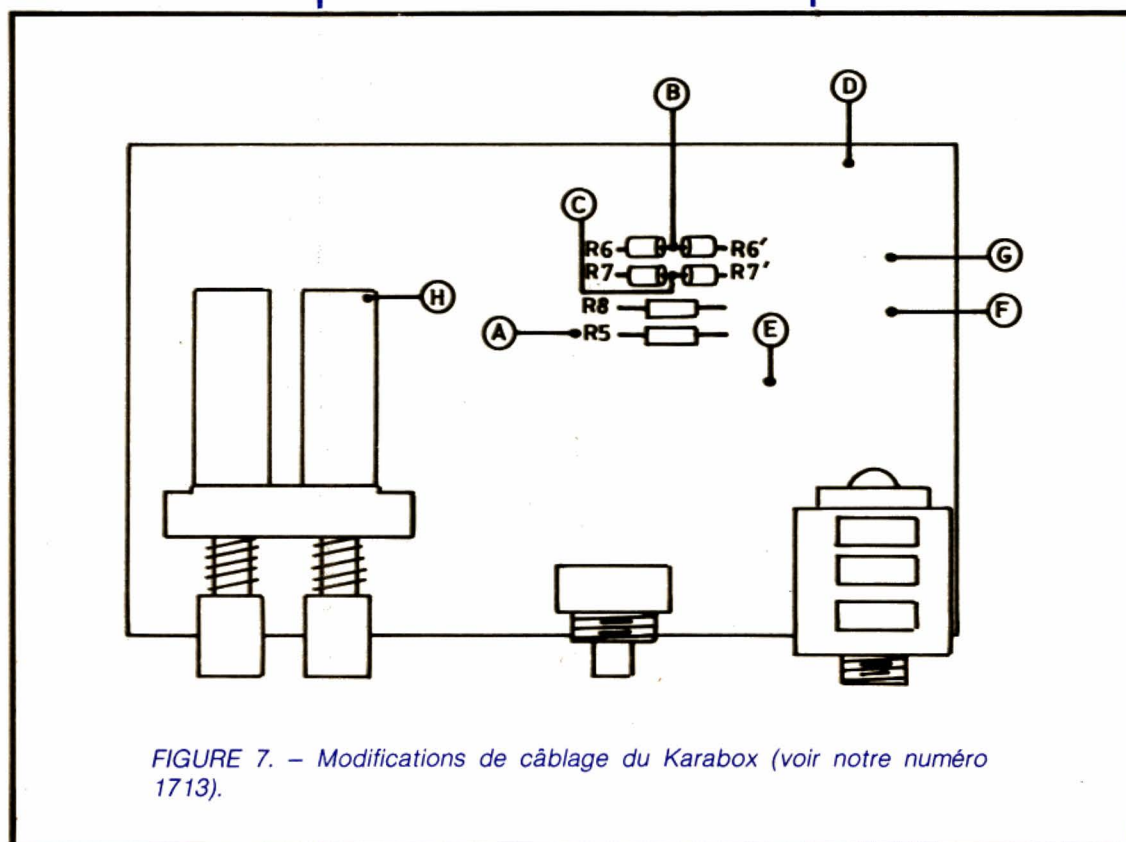 D
B
C
R6 R6′
G
R7 R7′
H
R8
F
A R5
E
FIGURE 7. – Modifications de câblage du Karabox (voir notre numéro
1713).